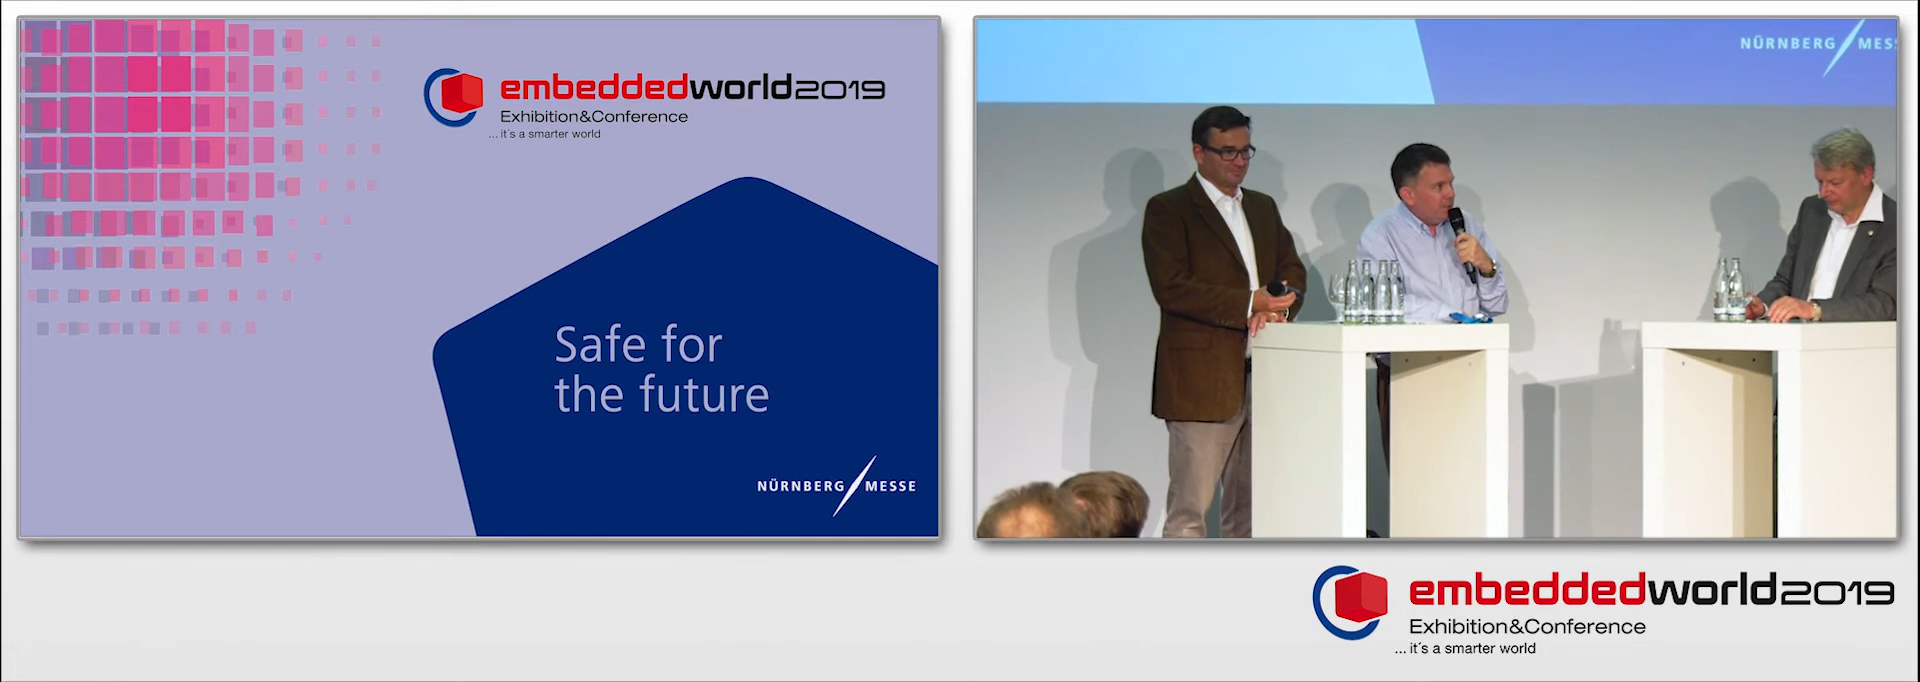 embeddedworld2019
Exhibition&Conference
... it´s a smarter world
Safe for
the future
NÜRNBERG MESSE
NÜRNBERG MES
embeddedworld2019
Exhibition&Conference
... it´s a smarter world